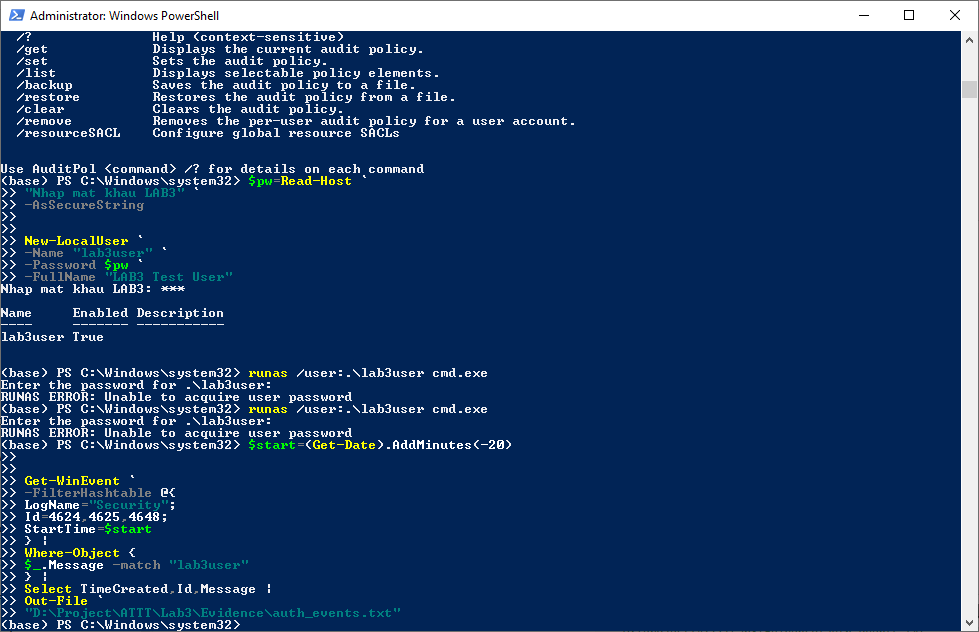 Administrator: Windows PowerShell
/? Help (context-sensitive)
/get Displays the current audit policy.
/set Sets the audit policy.
/list Displays selectable policy elements.
/backup Saves the audit policy to a file.
/restore Restores the audit policy from a file.
/clear Clears the audit policy.
/remove Removes the per-user audit policy for a user account.
/resourceSACL Configure global resource SACLs
Use AuditPol <command> /? for details on each command
(base) PS C:\Windows\system32> $pw=Read-Host `
>> "Nhap mat khau LAB3" `
>> -AsSecureString
>>
>>
>> New-LocalUser `
>> -Name "lab3user" `
>> -Password $pw `
>> -FullName "LAB3 Test User"
Nhap mat khau LAB3: ***
Name Enabled Description
---- ------- -----------
lab3user True
(base) PS C:\Windows\system32> runas /user:.\lab3user cmd.exe
Enter the password for .\lab3user:
RUNAS ERROR: Unable to acquire user password
(base) PS C:\Windows\system32> runas /user:.\lab3user cmd.exe
Enter the password for .\lab3user:
RUNAS ERROR: Unable to acquire user password
(base) PS C:\Windows\system32> $start=(Get-Date).AddMinutes(-20)
>>
>>
>> Get-WinEvent `
>> -FilterHashtable @{
>> LogName="Security";
>> Id=4624,4625,4648;
>> StartTime=$start
>> } |
>> Where-Object {
>> $_.Message -match "lab3user"
>> } |
>> Select TimeCreated,Id,Message |
>> Out-File `
>> "D:\Project\ATTT\Lab3\Evidence\auth_events.txt"
(base) PS C:\Windows\system32>